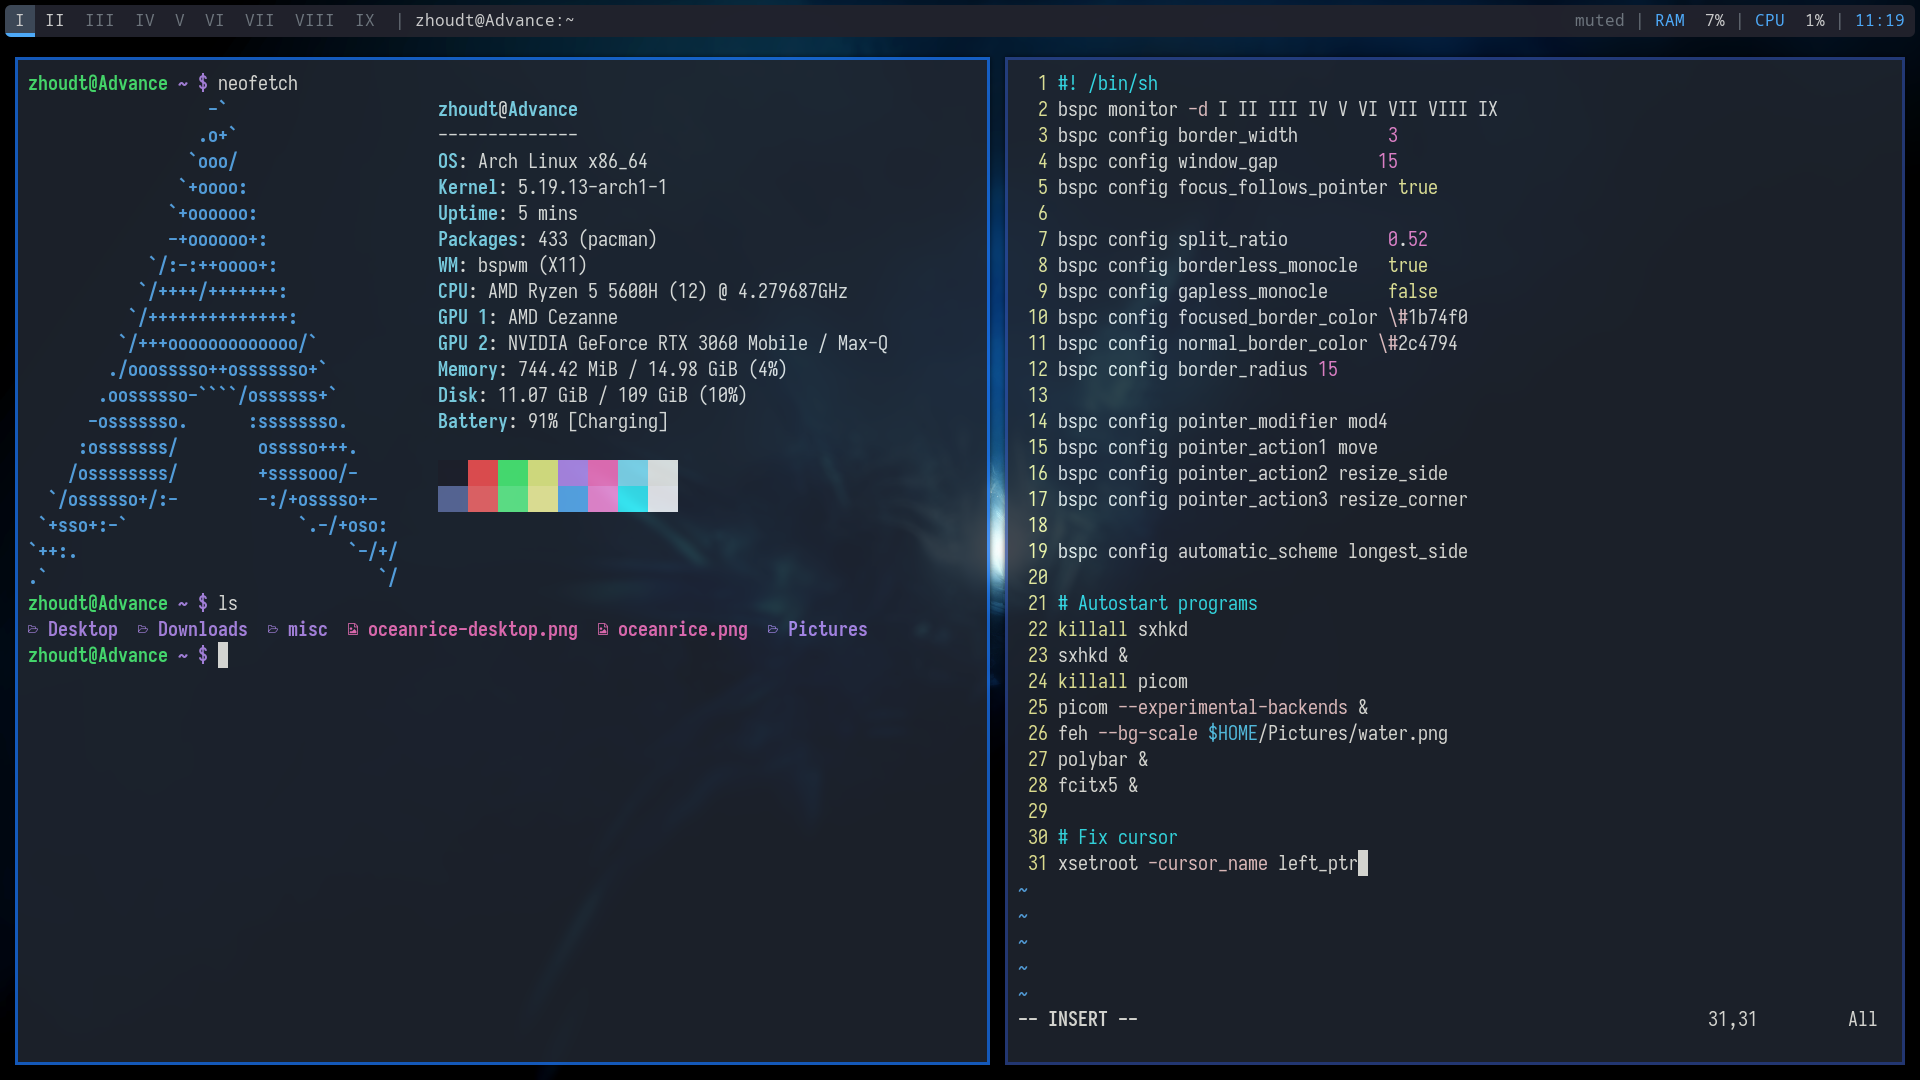 I II III IV V VI VII VIII IX | zhoudt@Advance:~ muted | RAM 7% | CPU 1% | 11:19
zhoudt@Advance ~ $ neofetch
-`
.o+`
`ooo/
`+oooo:
`+oooooo:
-+oooooo+:
`/:-:++oooo+:
`/++++/+++++++:
`/++++++++++++++:
`/+++ooooooooooooo/`
./ooosssso++osssssso+`
.oossssso-````/ossssss+`
-osssssso.      :ssssssso.
:osssssss/        osssso+++.
/ossssssss/        +ssssooo/-
`/ossssso+/:-        -:/+osssso+-
`+sso+:-`                 `.-/+oso:
`++:.                           `-/+/
.`                                 `/
zhoudt@Advance
--------------
OS: Arch Linux x86_64
Kernel: 5.19.13-arch1-1
Uptime: 5 mins
Packages: 433 (pacman)
WM: bspwm (X11)
CPU: AMD Ryzen 5 5600H (12) @ 4.279687GHz
GPU 1: AMD Cezanne
GPU 2: NVIDIA GeForce RTX 3060 Mobile / Max-Q
Memory: 744.42 MiB / 14.98 GiB (4%)
Disk: 11.07 GiB / 109 GiB (10%)
Battery: 91% [Charging]
zhoudt@Advance ~ $ ls
Desktop Downloads misc oceanrice-desktop.png oceanrice.png Pictures
zhoudt@Advance ~ $
1 #! /bin/sh
2 bspc monitor -d I II III IV V VI VII VIII IX
3 bspc config border_width         3
4 bspc config window_gap          15
5 bspc config focus_follows_pointer true
6
7 bspc config split_ratio          0.52
8 bspc config borderless_monocle   true
9 bspc config gapless_monocle      false
10 bspc config focused_border_color \#1b74f0
11 bspc config normal_border_color \#2c4794
12 bspc config border_radius 15
13
14 bspc config pointer_modifier mod4
15 bspc config pointer_action1 move
16 bspc config pointer_action2 resize_side
17 bspc config pointer_action3 resize_corner
18
19 bspc config automatic_scheme longest_side
20
21 # Autostart programs
22 killall sxhkd
23 sxhkd &
24 killall picom
25 picom --experimental-backends &
26 feh --bg-scale $HOME/Pictures/water.png
27 polybar &
28 fcitx5 &
29
30 # Fix cursor
31 xsetroot -cursor_name left_ptr
~
~
~
~
~
-- INSERT -- 31,31 All